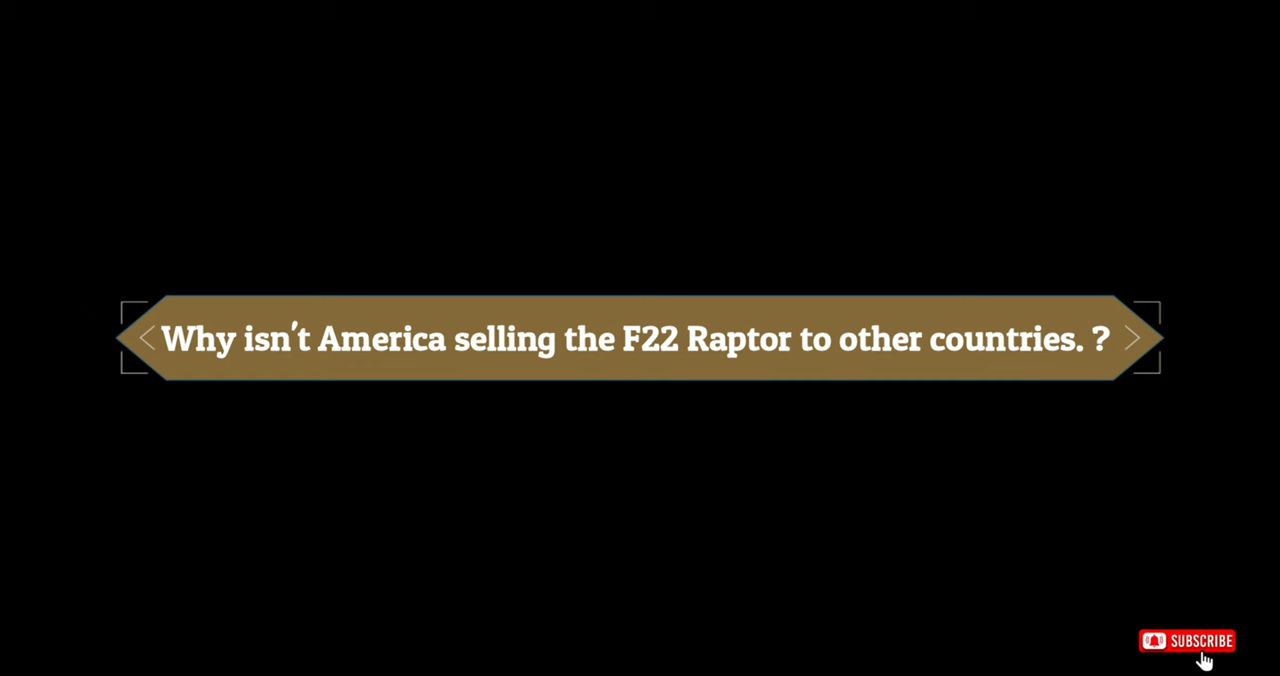 Why isn't America selling the F22 Raptor to other countries. ?
SUBSCRIBE